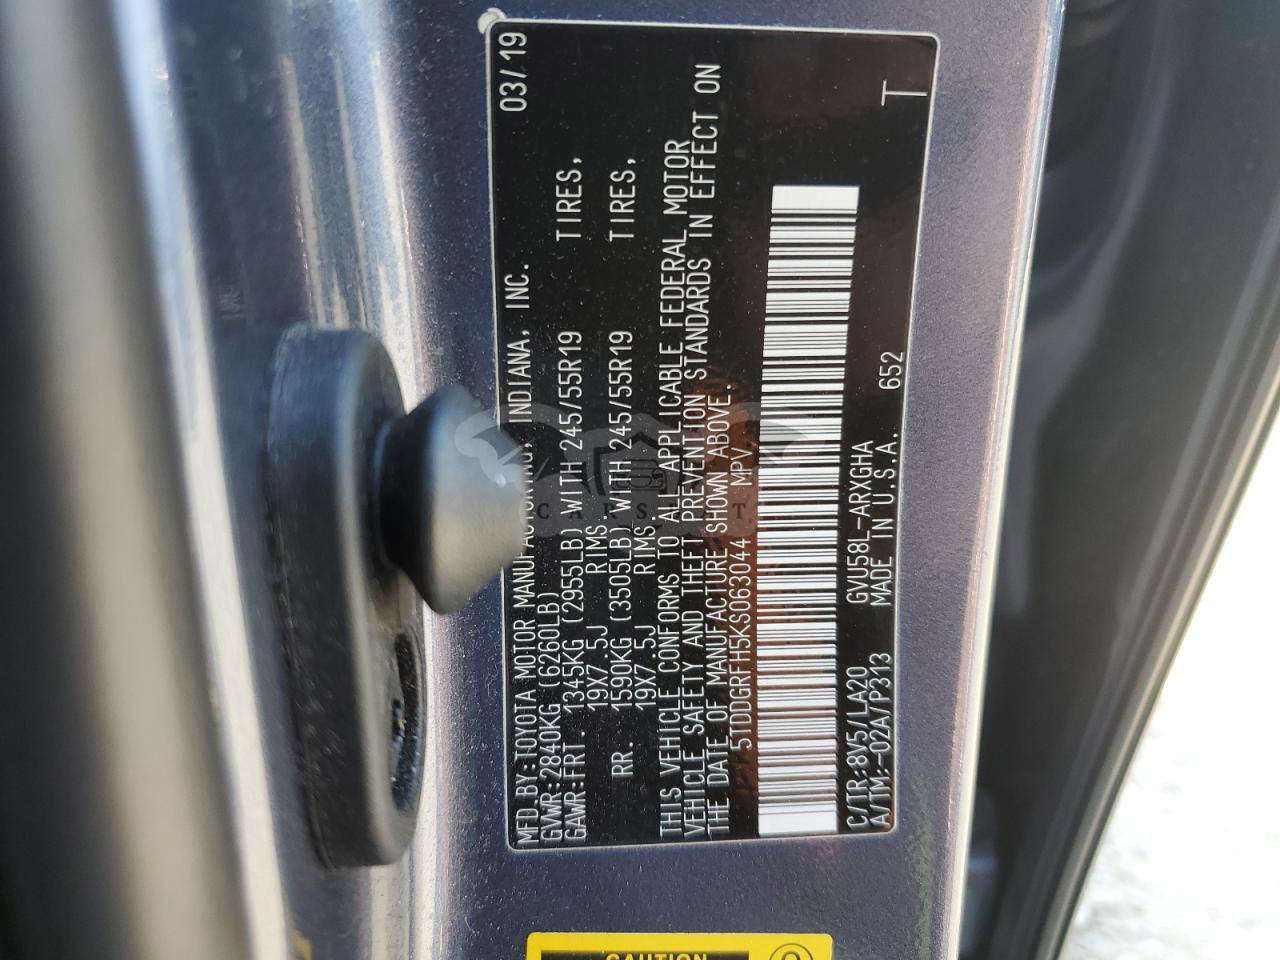 MFD.BY:TOYOTA MOTOR MANUFACTURING, INDIANA, INC. 03/19
GVWR:2840KG (6260LB)
GAWR:FRT. 1345KG (2955LB) WITH 245/55R19 TIRES,
19X7.5J RIMS
RR. 1590KG (3505LB) WITH 245/55R19 TIRES,
19X7.5J RIMS.
THIS VEHICLE CONFORMS TO ALL APPLICABLE FEDERAL MOTOR
VEHICLE SAFETY AND THEFT PREVENTION STANDARDS IN EFFECT ON
THE DATE OF MANUFACTURE SHOWN ABOVE.
5TDDGRFH5KS063044 MPV
C/TR:8V5/LA20 GVU58L-ARXGHA 652
A/TM:-02A/P313 MADE IN U.S.A.
T
CAUTION